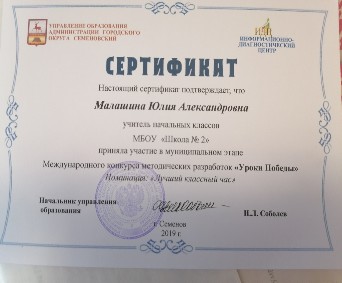 УПРАВЛЕНИЕ ОБРАЗОВАНИЯ
АДМИНИСТРАЦИИ ГОРОДСКОГО
ОКРУГА СЕМЕНОВСКИЙ
ИНФОРМАЦИОННО-
ДИАГНОСТИЧЕСКИЙ
ЦЕНТР
СЕРТИФИКАТ
Настоящий сертификат подтверждает, что
Малашина Юлия Александровна
учитель начальных классов
МБОУ «Школа № 2»
приняла участие в муниципальном этапе
Международного конкурса методических разработок «Уроки Победы»
Номинация: «Лучший классный час»
Начальник управления
образования
П.Л. Соболев
г. Семенов
2019 г.